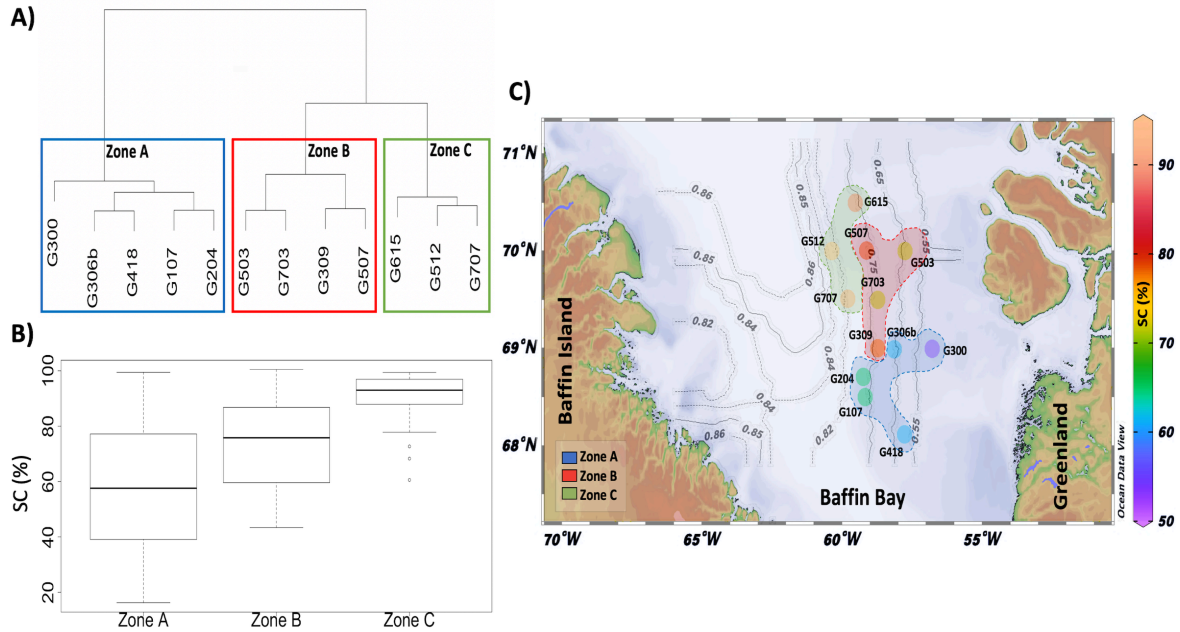 A)
Zone A
Zone B
Zone C
G300
G306b
G418
G107
G204
G503
G703
G309
G507
G615
G512
G707
B)
SC (%)
100
80
60
40
20
Zone A
Zone B
Zone C
C)
71°N
70°N
69°N
68°N
70°W
65°W
60°W
55°W
Baffin Island
Greenland
Baffin Bay
0.86
0.85
0.65
0.85
0.86
0.55
0.75
0.82
0.84
0.84
0.84
0.86
0.85
0.82
0.55
G615
G512
G507
G503
G703
G707
G309
G306b
G300
G204
G107
G418
Zone A
Zone B
Zone C
Ocean Data View
SC (%)
90
80
70
60
50